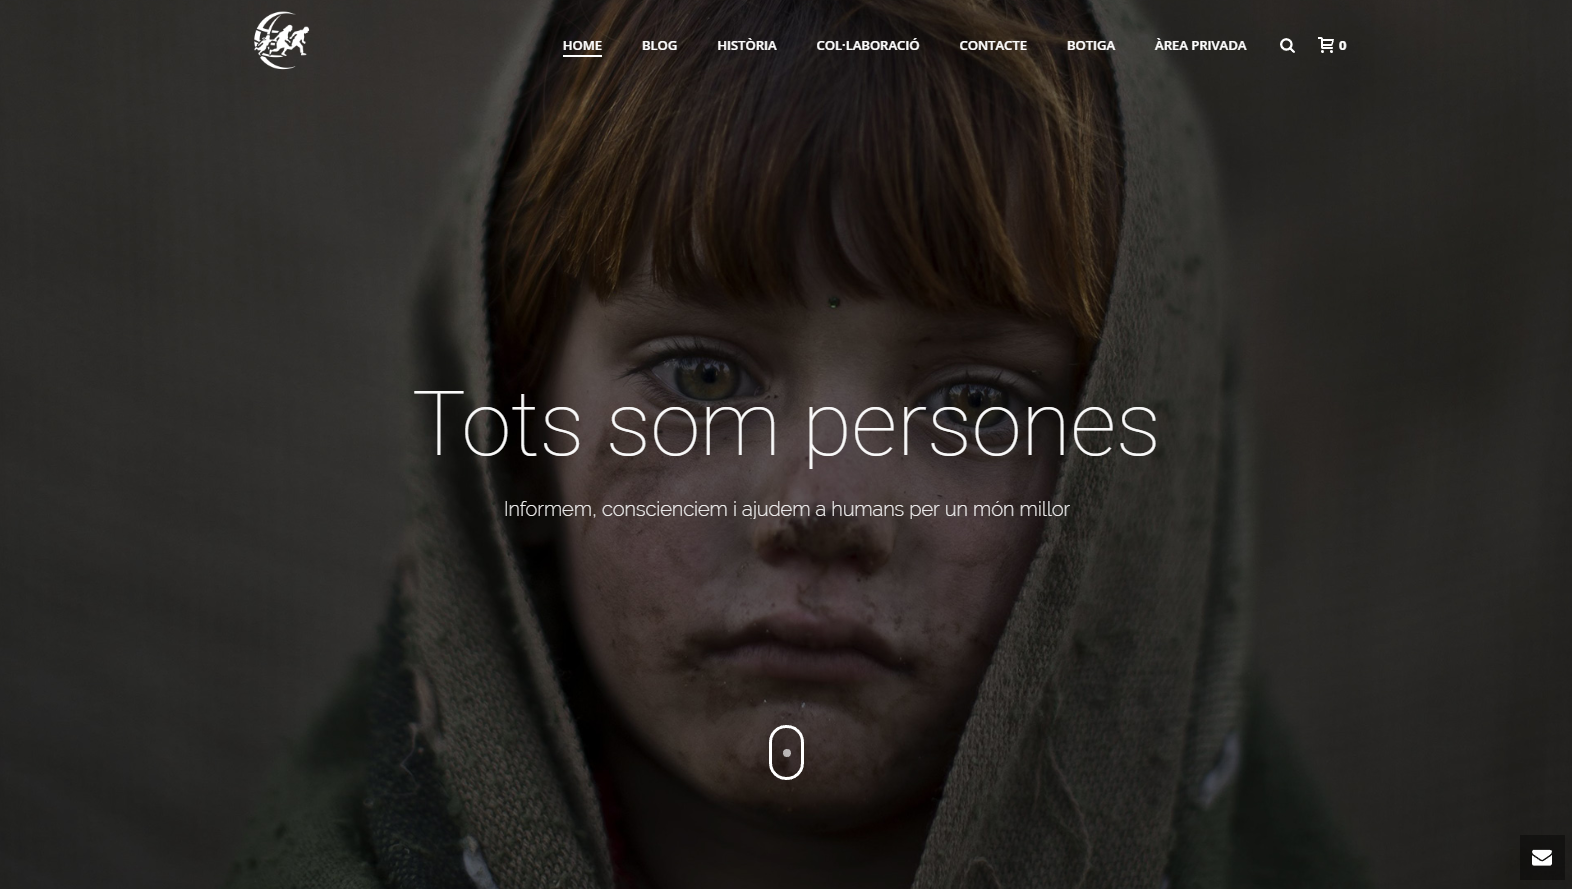 HOME BLOG HISTÒRIA COL·LABORACIÓ CONTACTE BOTIGA ÀREA PRIVADA 0
Tots som persones
Informem, conscienciem i ajudem a humans per un món millor